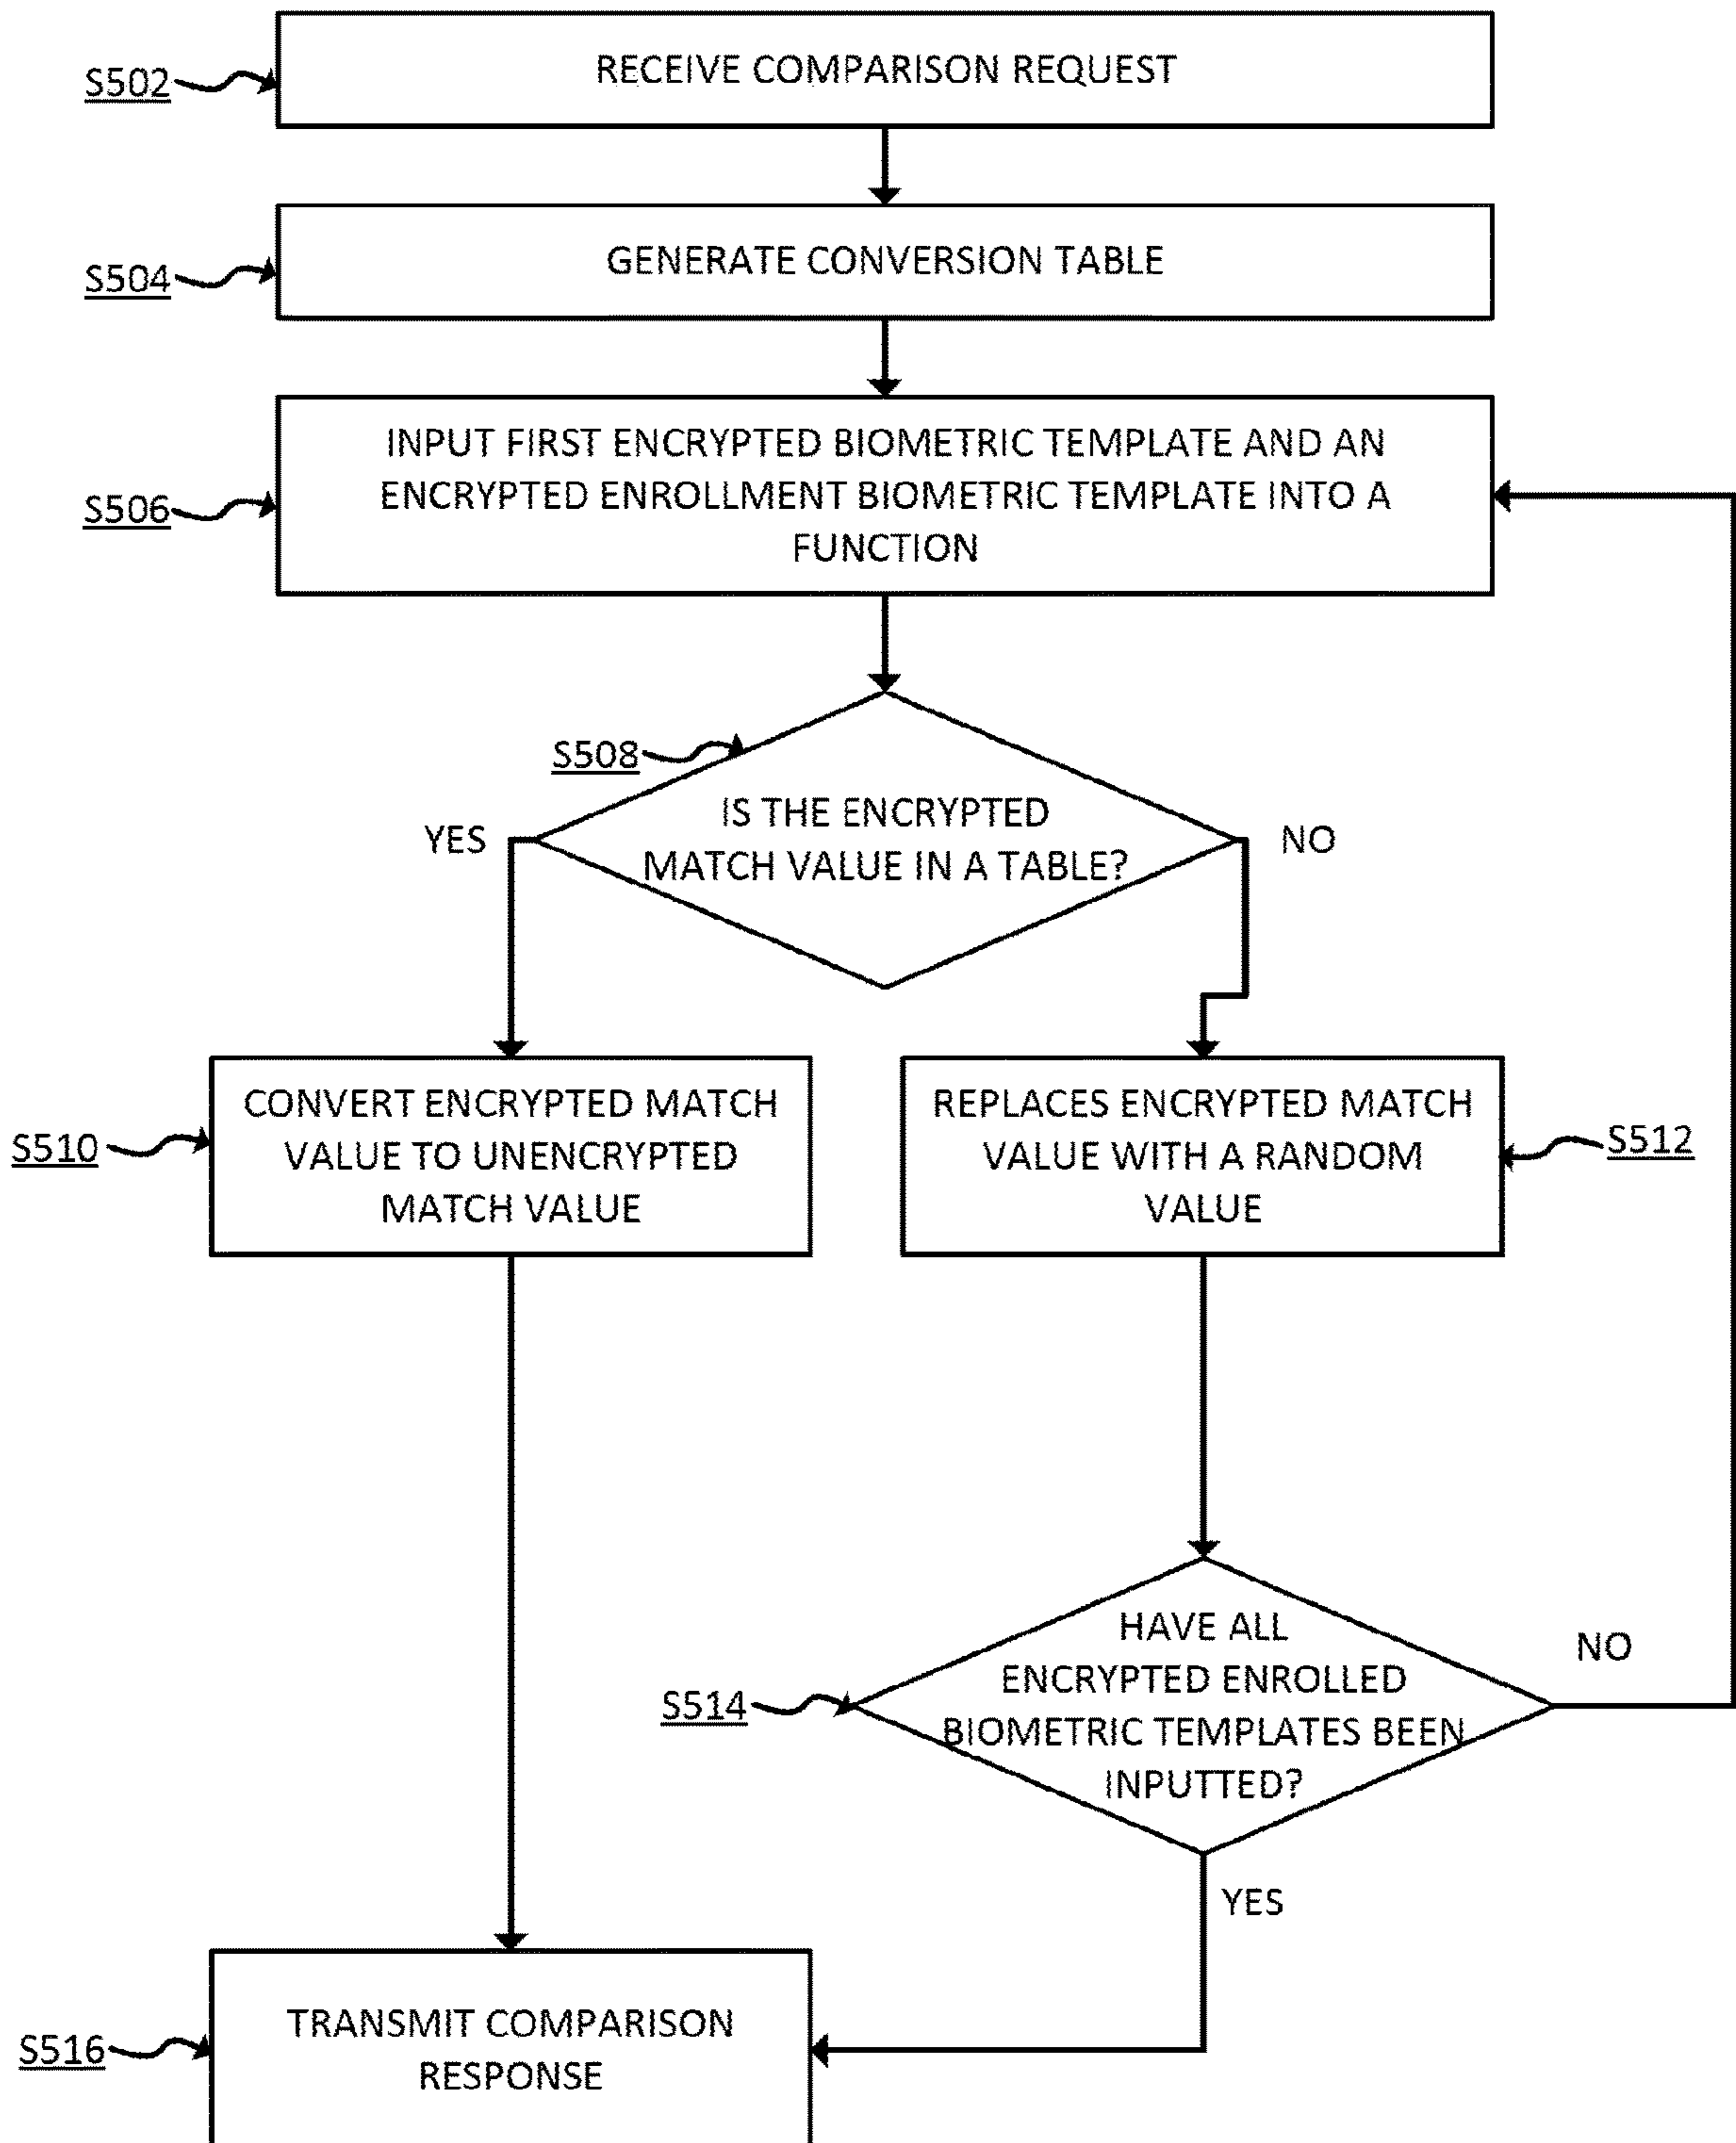 S502
RECEIVE COMPARISON REQUEST
S504
GENERATE CONVERSION TABLE
S506
INPUT FIRST ENCRYPTED BIOMETRIC TEMPLATE AND AN
ENCRYPTED ENROLLMENT BIOMETRIC TEMPLATE INTO A
FUNCTION
S508
IS THE ENCRYPTED
MATCH VALUE IN A TABLE?
YES
NO
S510
CONVERT ENCRYPTED MATCH
VALUE TO UNENCRYPTED
MATCH VALUE
REPLACES ENCRYPTED MATCH
VALUE WITH A RANDOM
VALUE
S512
S514
HAVE ALL
ENCRYPTED ENROLLED
BIOMETRIC TEMPLATES BEEN
INPUTTED?
NO
YES
S516
TRANSMIT COMPARISON
RESPONSE